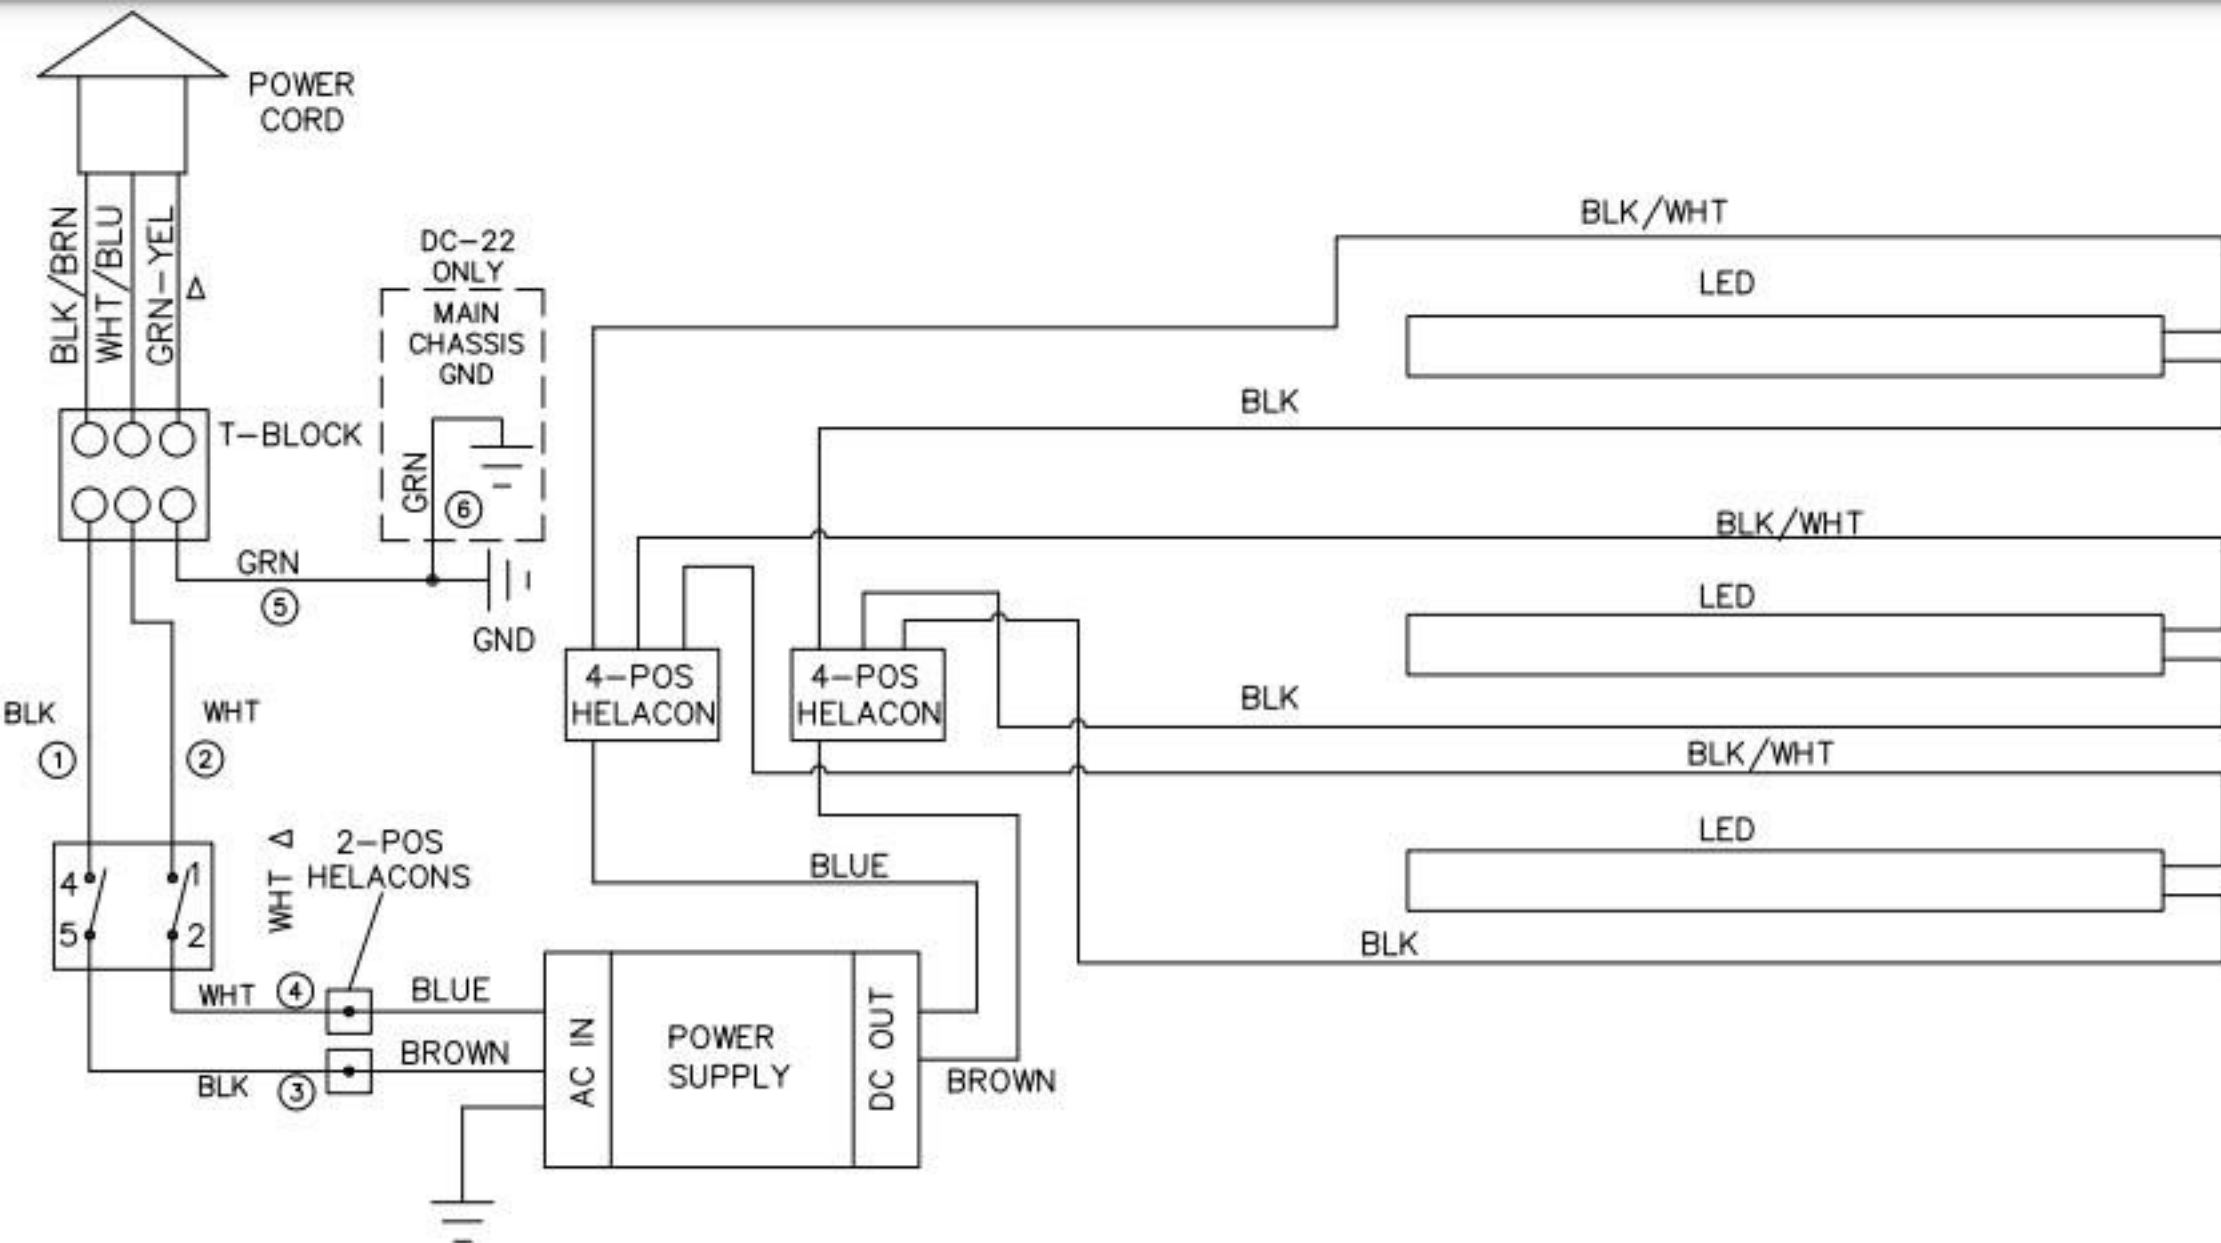 POWER
CORD
BLK/BRN
WHT/BLU
GRN-YEL
Δ
T-BLOCK
DC-22
ONLY
MAIN
CHASSIS
GND
GRN
6
GRN
5
GND
BLK
1
WHT
2
4
1
5
2
WHT Δ
2-POS
HELACONS
WHT
4
BLUE
BLK
3
BROWN
4-POS
HELACON
4-POS
HELACON
BLUE
AC IN
POWER
SUPPLY
DC OUT
BROWN
BLK/WHT
LED
BLK
BLK/WHT
LED
BLK
BLK/WHT
LED
BLK